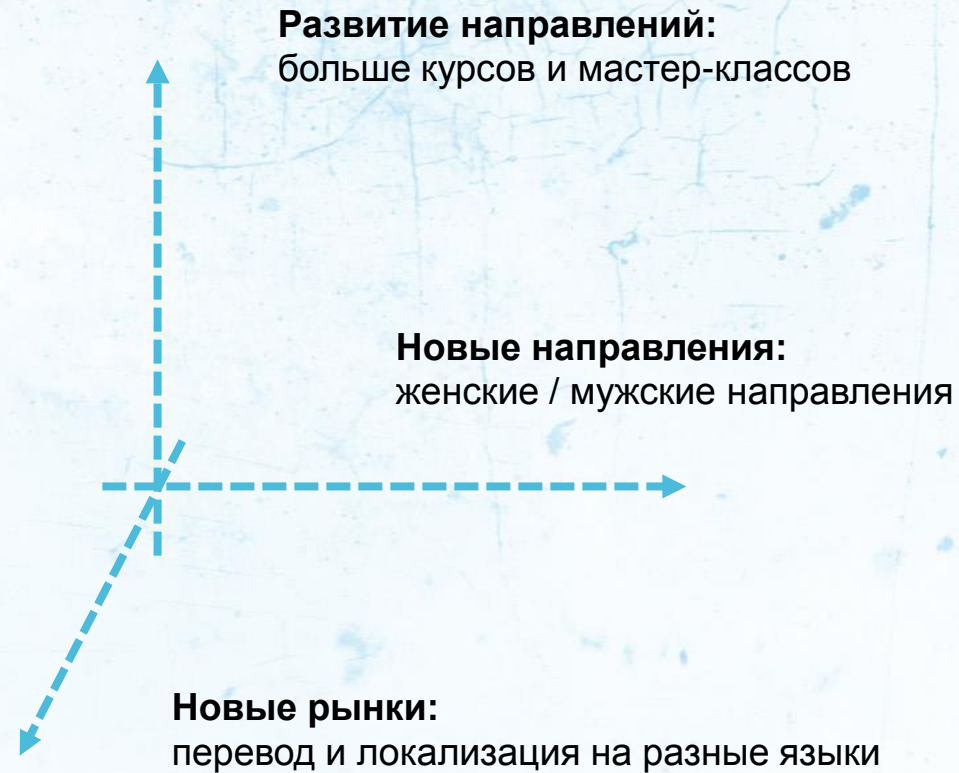 Развитие направлений:
больше курсов и мастер-классов
Новые направления:
женские / мужские направления
Новые рынки:
перевод и локализация на разные языки